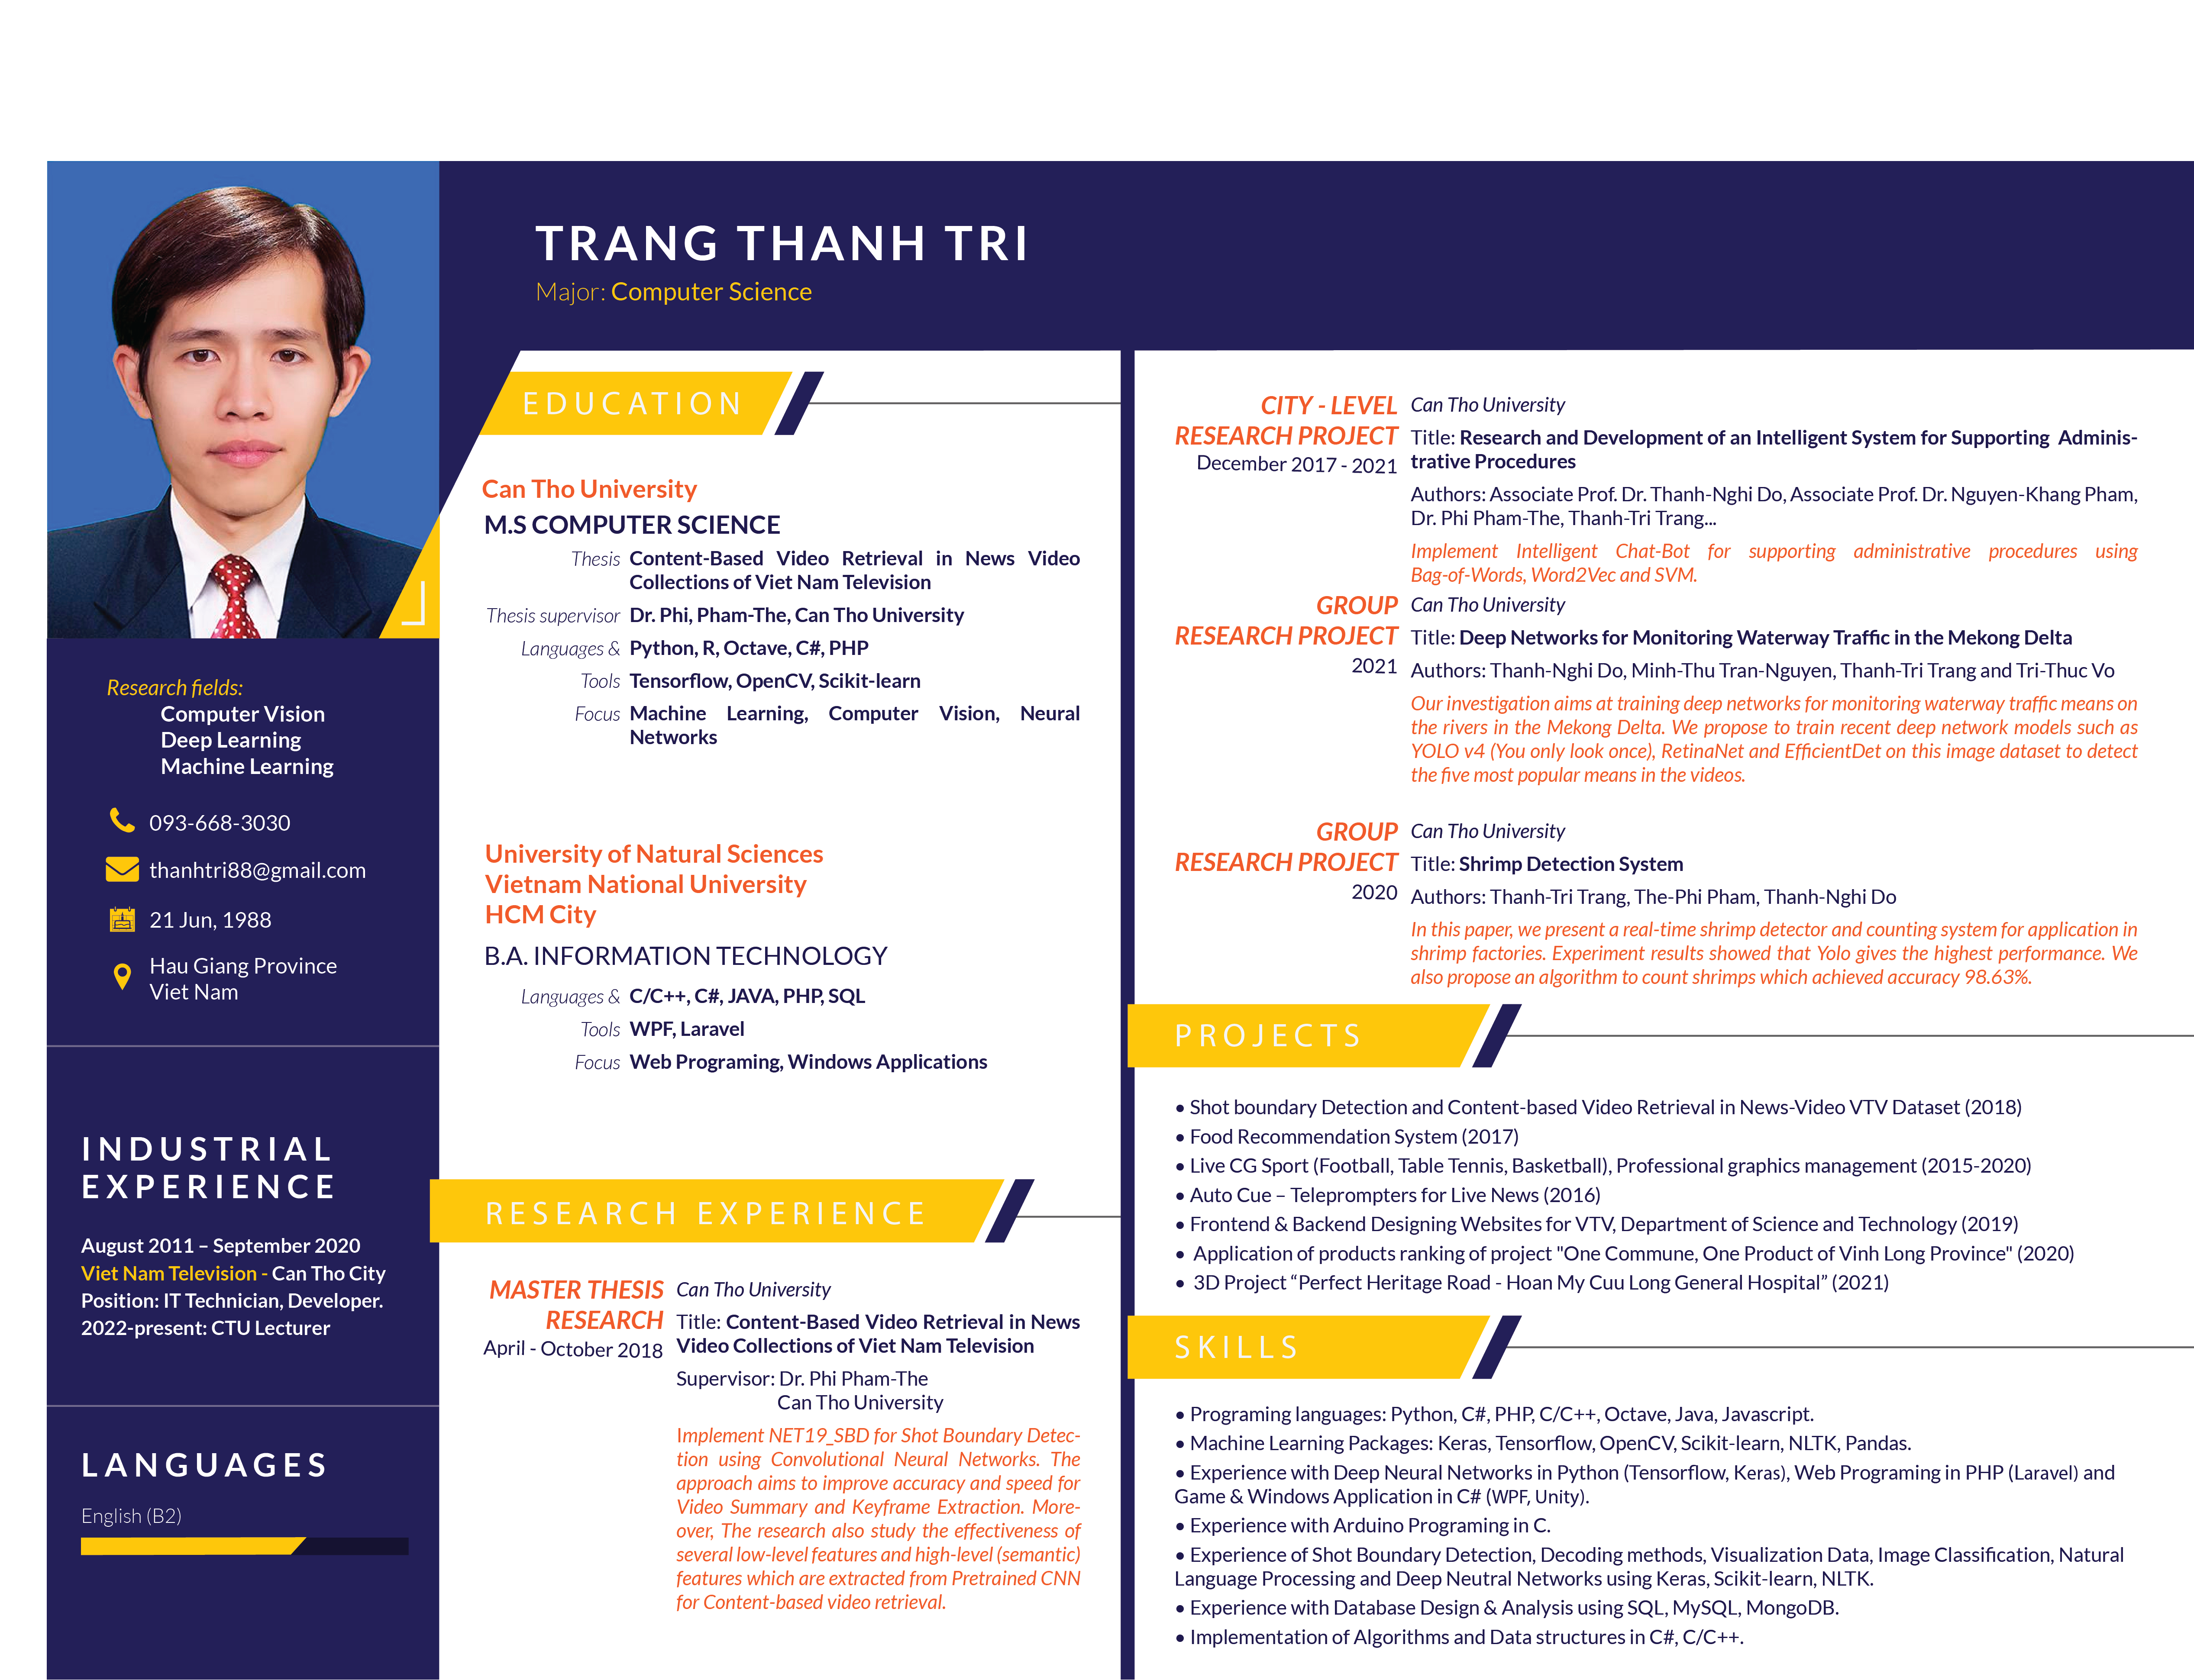 TRANG THANH TRI
Major: Computer Science
Research fields:
Computer Vision
Deep Learning
Machine Learning
093-668-3030
thanhtri88@gmail.com
21 Jun, 1988
Hau Giang Province
Viet Nam
INDUSTRIAL
EXPERIENCE
August 2011 – September 2020
Viet Nam Television - Can Tho City
Position: IT Technician, Developer.
2022-present: CTU Lecturer
LANGUAGES
English (B2)
EDUCATION
Can Tho University
M.S COMPUTER SCIENCE
Thesis Content-Based Video Retrieval in News Video
Collections of Viet Nam Television
Thesis supervisor Dr. Phi, Pham-The, Can Tho University
Languages & Python, R, Octave, C#, PHP
Tools Tensorflow, OpenCV, Scikit-learn
Focus Machine Learning, Computer Vision, Neural
Networks
University of Natural Sciences
Vietnam National University
HCM City
B.A. INFORMATION TECHNOLOGY
Languages & C/C++, C#, JAVA, PHP, SQL
Tools WPF, Laravel
Focus Web Programing, Windows Applications
RESEARCH EXPERIENCE
MASTER THESIS
RESEARCH
April - October 2018
Can Tho University
Title: Content-Based Video Retrieval in News
Video Collections of Viet Nam Television
Supervisor: Dr. Phi Pham-The
Can Tho University
Implement NET19_SBD for Shot Boundary Detec-
tion using Convolutional Neural Networks. The
approach aims to improve accuracy and speed for
Video Summary and Keyframe Extraction. More-
over, The research also study the effectiveness of
several low-level features and high-level (semantic)
features which are extracted from Pretrained CNN
for Content-based video retrieval.
CITY - LEVEL
RESEARCH PROJECT
December 2017 - 2021
Can Tho University
Title: Research and Development of an Intelligent System for Supporting Adminis-
trative Procedures
Authors: Associate Prof. Dr. Thanh-Nghi Do, Associate Prof. Dr. Nguyen-Khang Pham,
Dr. Phi Pham-The, Thanh-Tri Trang...
Implement Intelligent Chat-Bot for supporting administrative procedures using
Bag-of-Words, Word2Vec and SVM.
GROUP
RESEARCH PROJECT
2021
Can Tho University
Title: Deep Networks for Monitoring Waterway Traffic in the Mekong Delta
Authors: Thanh-Nghi Do, Minh-Thu Tran-Nguyen, Thanh-Tri Trang and Tri-Thuc Vo
Our investigation aims at training deep networks for monitoring waterway traffic means on
the rivers in the Mekong Delta. We propose to train recent deep network models such as
YOLO v4 (You only look once), RetinaNet and EfficientDet on this image dataset to detect
the five most popular means in the videos.
GROUP
RESEARCH PROJECT
2020
Can Tho University
Title: Shrimp Detection System
Authors: Thanh-Tri Trang, The-Phi Pham, Thanh-Nghi Do
In this paper, we present a real-time shrimp detector and counting system for application in
shrimp factories. Experiment results showed that Yolo gives the highest performance. We
also propose an algorithm to count shrimps which achieved accuracy 98.63%.
PROJECTS
• Shot boundary Detection and Content-based Video Retrieval in News-Video VTV Dataset (2018)
• Food Recommendation System (2017)
• Live CG Sport (Football, Table Tennis, Basketball), Professional graphics management (2015-2020)
• Auto Cue – Teleprompters for Live News (2016)
• Frontend & Backend Designing Websites for VTV, Department of Science and Technology (2019)
• Application of products ranking of project "One Commune, One Product of Vinh Long Province" (2020)
• 3D Project “Perfect Heritage Road - Hoan My Cuu Long General Hospital” (2021)
SKILLS
• Programing languages: Python, C#, PHP, C/C++, Octave, Java, Javascript.
• Machine Learning Packages: Keras, Tensorflow, OpenCV, Scikit-learn, NLTK, Pandas.
• Experience with Deep Neural Networks in Python (Tensorflow, Keras), Web Programing in PHP (Laravel) and
Game & Windows Application in C# (WPF, Unity).
• Experience with Arduino Programing in C.
• Experience of Shot Boundary Detection, Decoding methods, Visualization Data, Image Classification, Natural
Language Processing and Deep Neutral Networks using Keras, Scikit-learn, NLTK.
• Experience with Database Design & Analysis using SQL, MySQL, MongoDB.
• Implementation of Algorithms and Data structures in C#, C/C++.